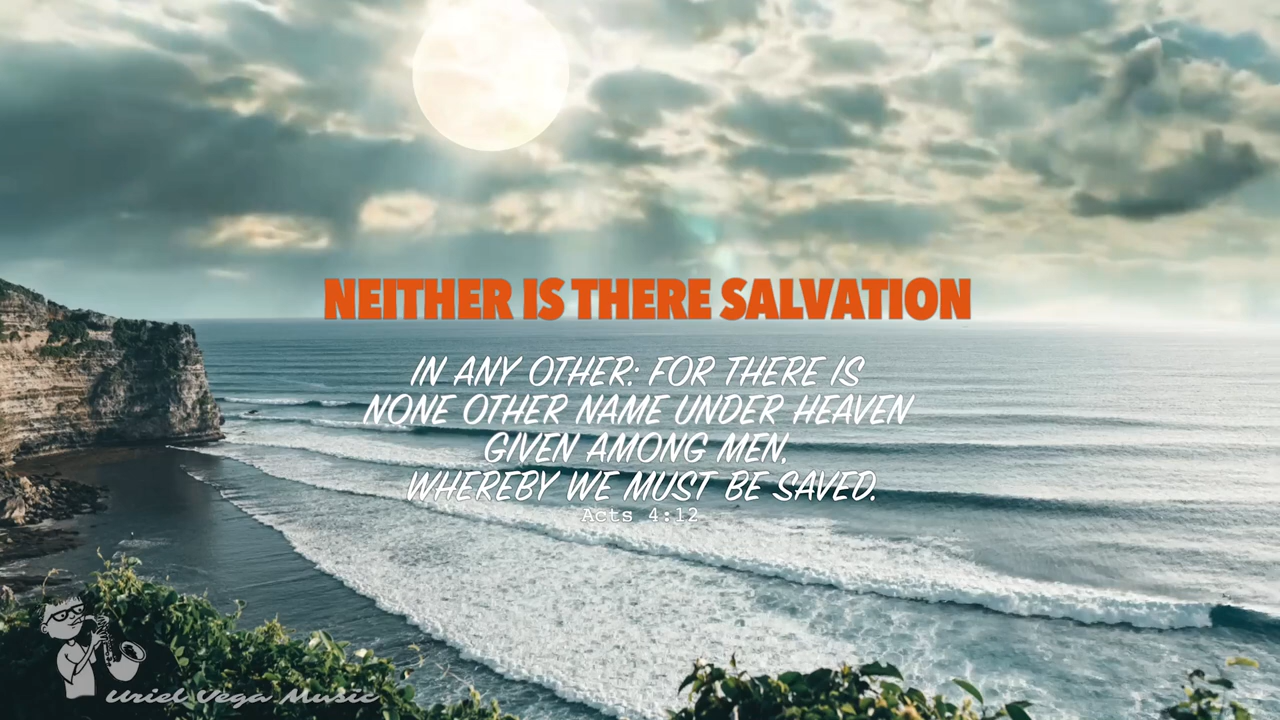 NEITHER IS THERE SALVATION
IN ANY OTHER: FOR THERE IS
NONE OTHER NAME UNDER HEAVEN
GIVEN AMONG MEN,
WHEREBY WE MUST BE SAVED.
Acts 4:12
Uriel Vega Music